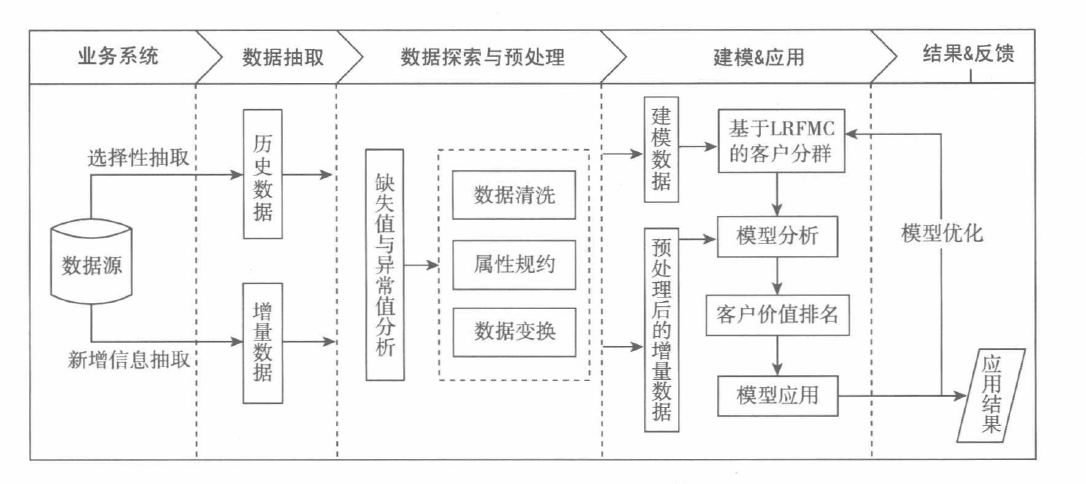 业务系统
数据抽取
数据探索与预处理
建模&应用
结果&反馈
选择性抽取
数据源
新增信息抽取
历史数据
增量数据
缺失值与异常值分析
数据清洗
属性规约
数据变换
建模数据
预处理后的增量数据
基于LRFMC
的客户分群
模型分析
客户价值排名
模型应用
模型优化
应用结果